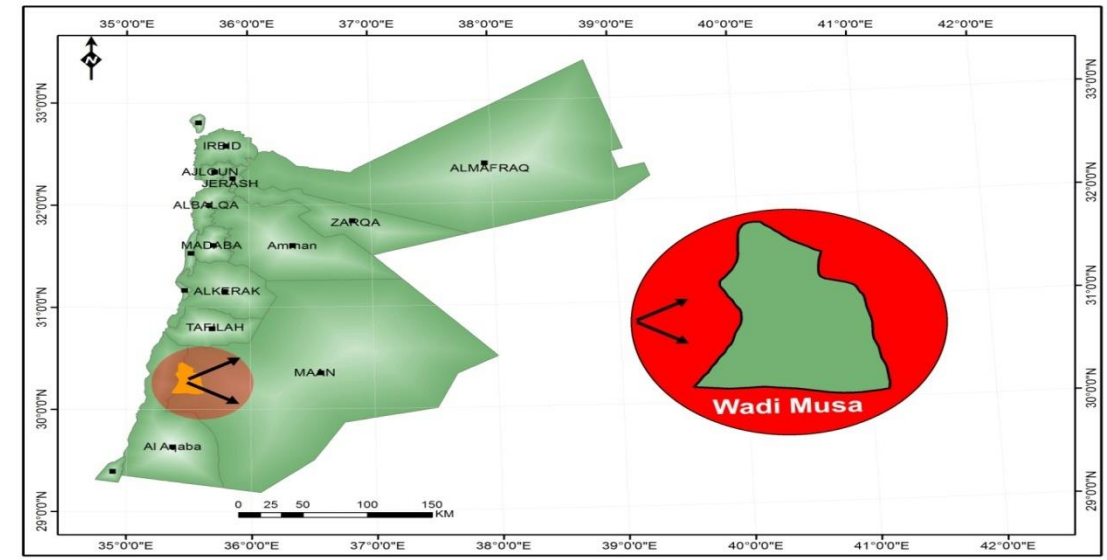 35°0'0"E 36°0'0"E 37°0'0"E 38°0'0"E 39°0'0"E 40°0'0"E 41°0'0"E 42°0'0"E
N
33°0'0"N
33°0'0"N
IRBID
AJLOUN
JERASH
ALMAFRAQ
32°0'0"N
32°0'0"N
ALBALQA
ZARQA
MADABA
Amman
ALKERAK
31°0'0"N
31°0'0"N
TAFILAH
MAAN
30°0'0"N
30°0'0"N
Wadi Musa
Al Aqaba
0 25 50 100 150
KM
29°0'0"N
29°0'0"N
35°0'0"E 36°0'0"E 37°0'0"E 38°0'0"E 39°0'0"E 40°0'0"E 41°0'0"E 42°0'0"E